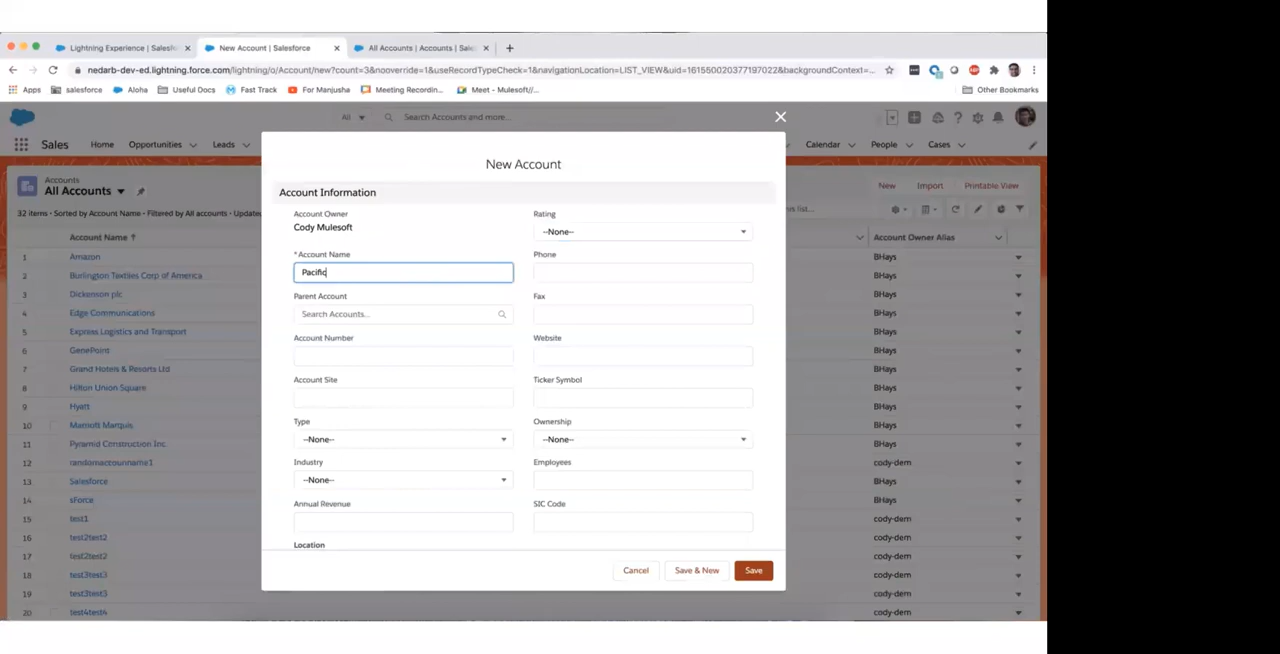 Lightning Experience | Salesfo
New Account | Salesforce
All Accounts | Accounts | Sales
nedarb-dev-ed.lightning.force.com/lightning/o/Account/new?count=3&nooverride=1&useRecordTypeCheck=1&navigationLocation=LIST_VIEW&uid=161550020377197022&backgroundContext=...
Apps salesforce Aloha Useful Docs Fast Track For Manjusha Meeting Recordin... Meet - Mulesoft//... Other Bookmarks
All Search Accounts and more...
Sales Home Opportunities Leads Calendar People Cases
New Account
Accounts
All Accounts
New Import Printable View
32 items • Sorted by Account Name • Filtered by All accounts • Updated
his list...
Account Information
Account Owner
Cody Mulesoft
Rating
--None--
* Account Name
Pacific
Phone
Parent Account
Search Accounts...
Fax
Account Number
Website
Account Site
Ticker Symbol
Type
--None--
Ownership
--None--
Industry
--None--
Employees
Annual Revenue
SIC Code
Location
Cancel Save & New Save
Account Name ↑ Account Owner Alias
1 Amazon BHays
2 Burlington Textiles Corp of America BHays
3 Dickenson plc BHays
4 Edge Communications BHays
5 Express Logistics and Transport BHays
6 GenePoint BHays
7 Grand Hotels & Resorts Ltd BHays
8 Hilton Union Square BHays
9 Hyatt BHays
10 Marriott Marquis BHays
11 Pyramid Construction Inc. BHays
12 randomaccounname1 cody-dem
13 Salesforce BHays
14 sForce BHays
15 test1 cody-dem
16 test2test2 cody-dem
17 test2test2 cody-dem
18 test3test3 cody-dem
19 test3test3 cody-dem
20 test4test4 cody-dem